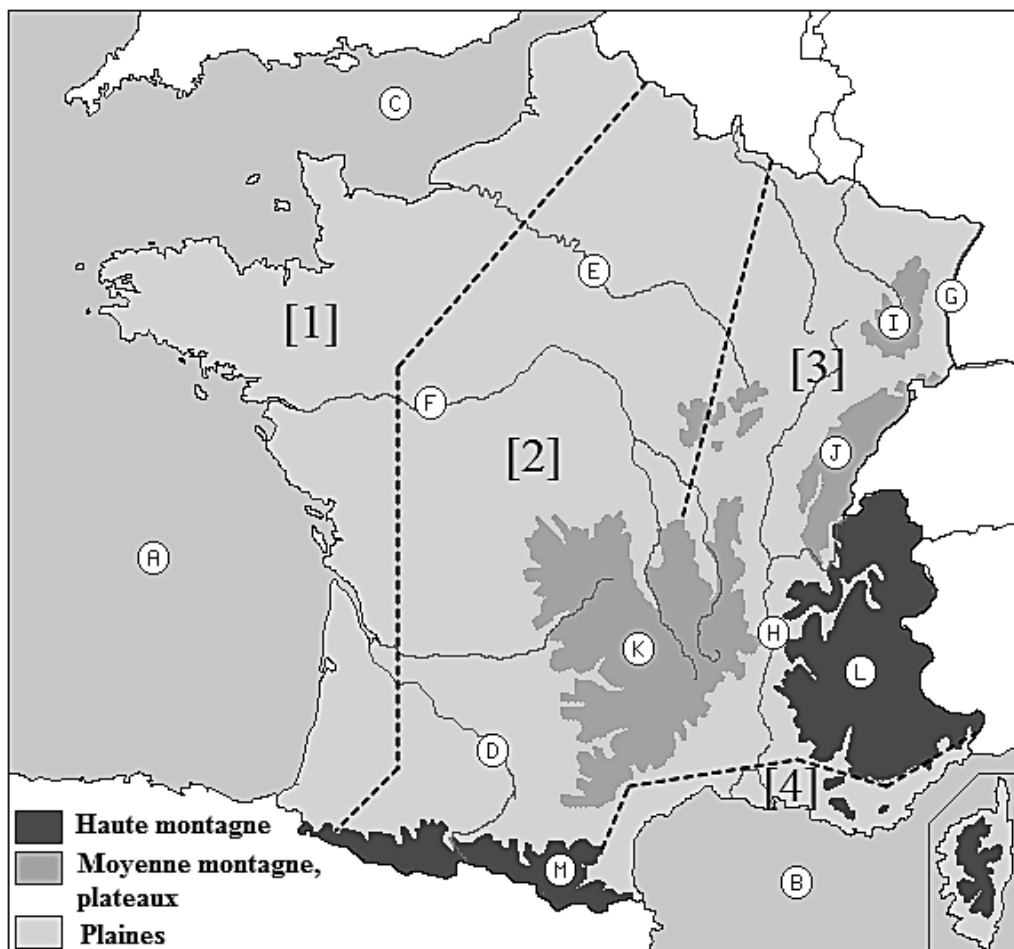 C
E
G
I
[1]
[3]
F
[2]
J
A
H
K
L
D
[4]
M
B
Haute montagne
Moyenne montagne,
plateaux
Plaines